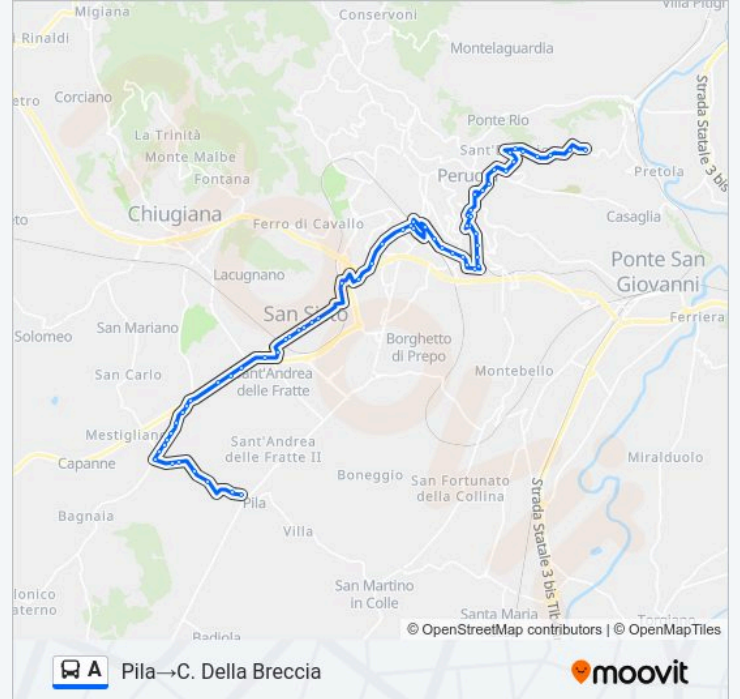 Migiana
Conservoni
Villa Pitigi
i Rinaldi
Montelaguardia
etro
Corciano
Strada Statale 3 bis
Ponte Rio
La Trinità
Monte Malbe
Sant'
Perug
Pretola
Fontana
Casaglia
to
Chiugiana
Ferro di Cavallo
Ponte San
Giovanni
Lacugnano
San Sisto
Ferriera
Solomeo
San Mariano
Borghetto
di Prepo
San Carlo
ant'Andrea
delle Fratte
Montebello
Mestigliano
Sant'Andrea
delle Fratte II
Capanne
Miralduolo
Boneggio
San Fortunato
della Collina
Strada Statale 3 bis Tib
Bagnaia
Pila
Villa
lonico
aterno
San Martino
in Colle
Santa Maria
Badiola
© OpenStreetMap contributors | © OpenMapTiles
A Pila→C. Della Breccia
moovit